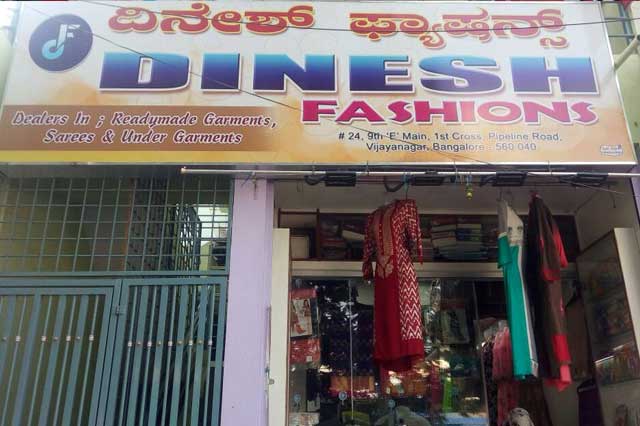 ದಿನೇಶ್ ಫ್ಯಾಷನ್ಸ್
DINESH
FASHIONS
Dealers In ; Readymade Garments,
Sarees & Under Garments
# 24, 9th 'E' Main, 1st Cross, Pipeline Road,
Vijayanagar, Bangalore - 560 040